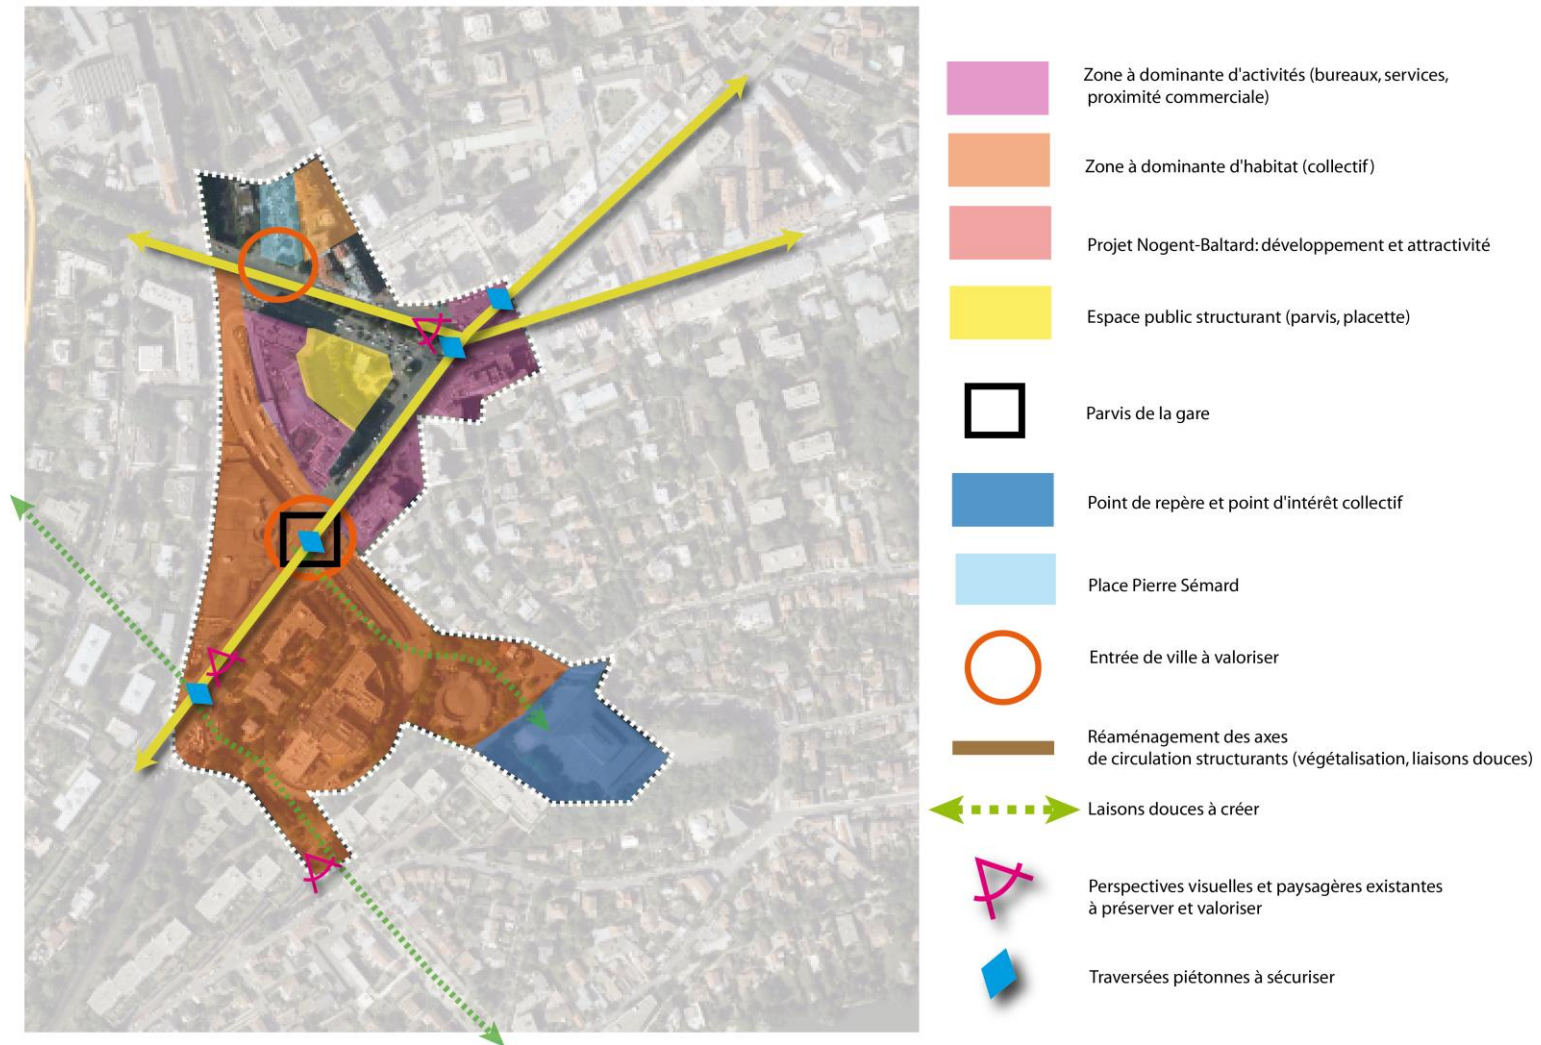 Zone à dominante d'activités (bureaux, services,
proximité commerciale)
Zone à dominante d'habitat (collectif)
Projet Nogent-Baltard: développement et attractivité
Espace public structurant (parvis, placette)
Parvis de la gare
Point de repère et point d'intérêt collectif
Place Pierre Sémard
Entrée de ville à valoriser
Réaménagement des axes
de circulation structurants (végétalisation, liaisons douces)
Laisons douces à créer
Perspectives visuelles et paysagères existantes
à préserver et valoriser
Traversées piétonnes à sécuriser